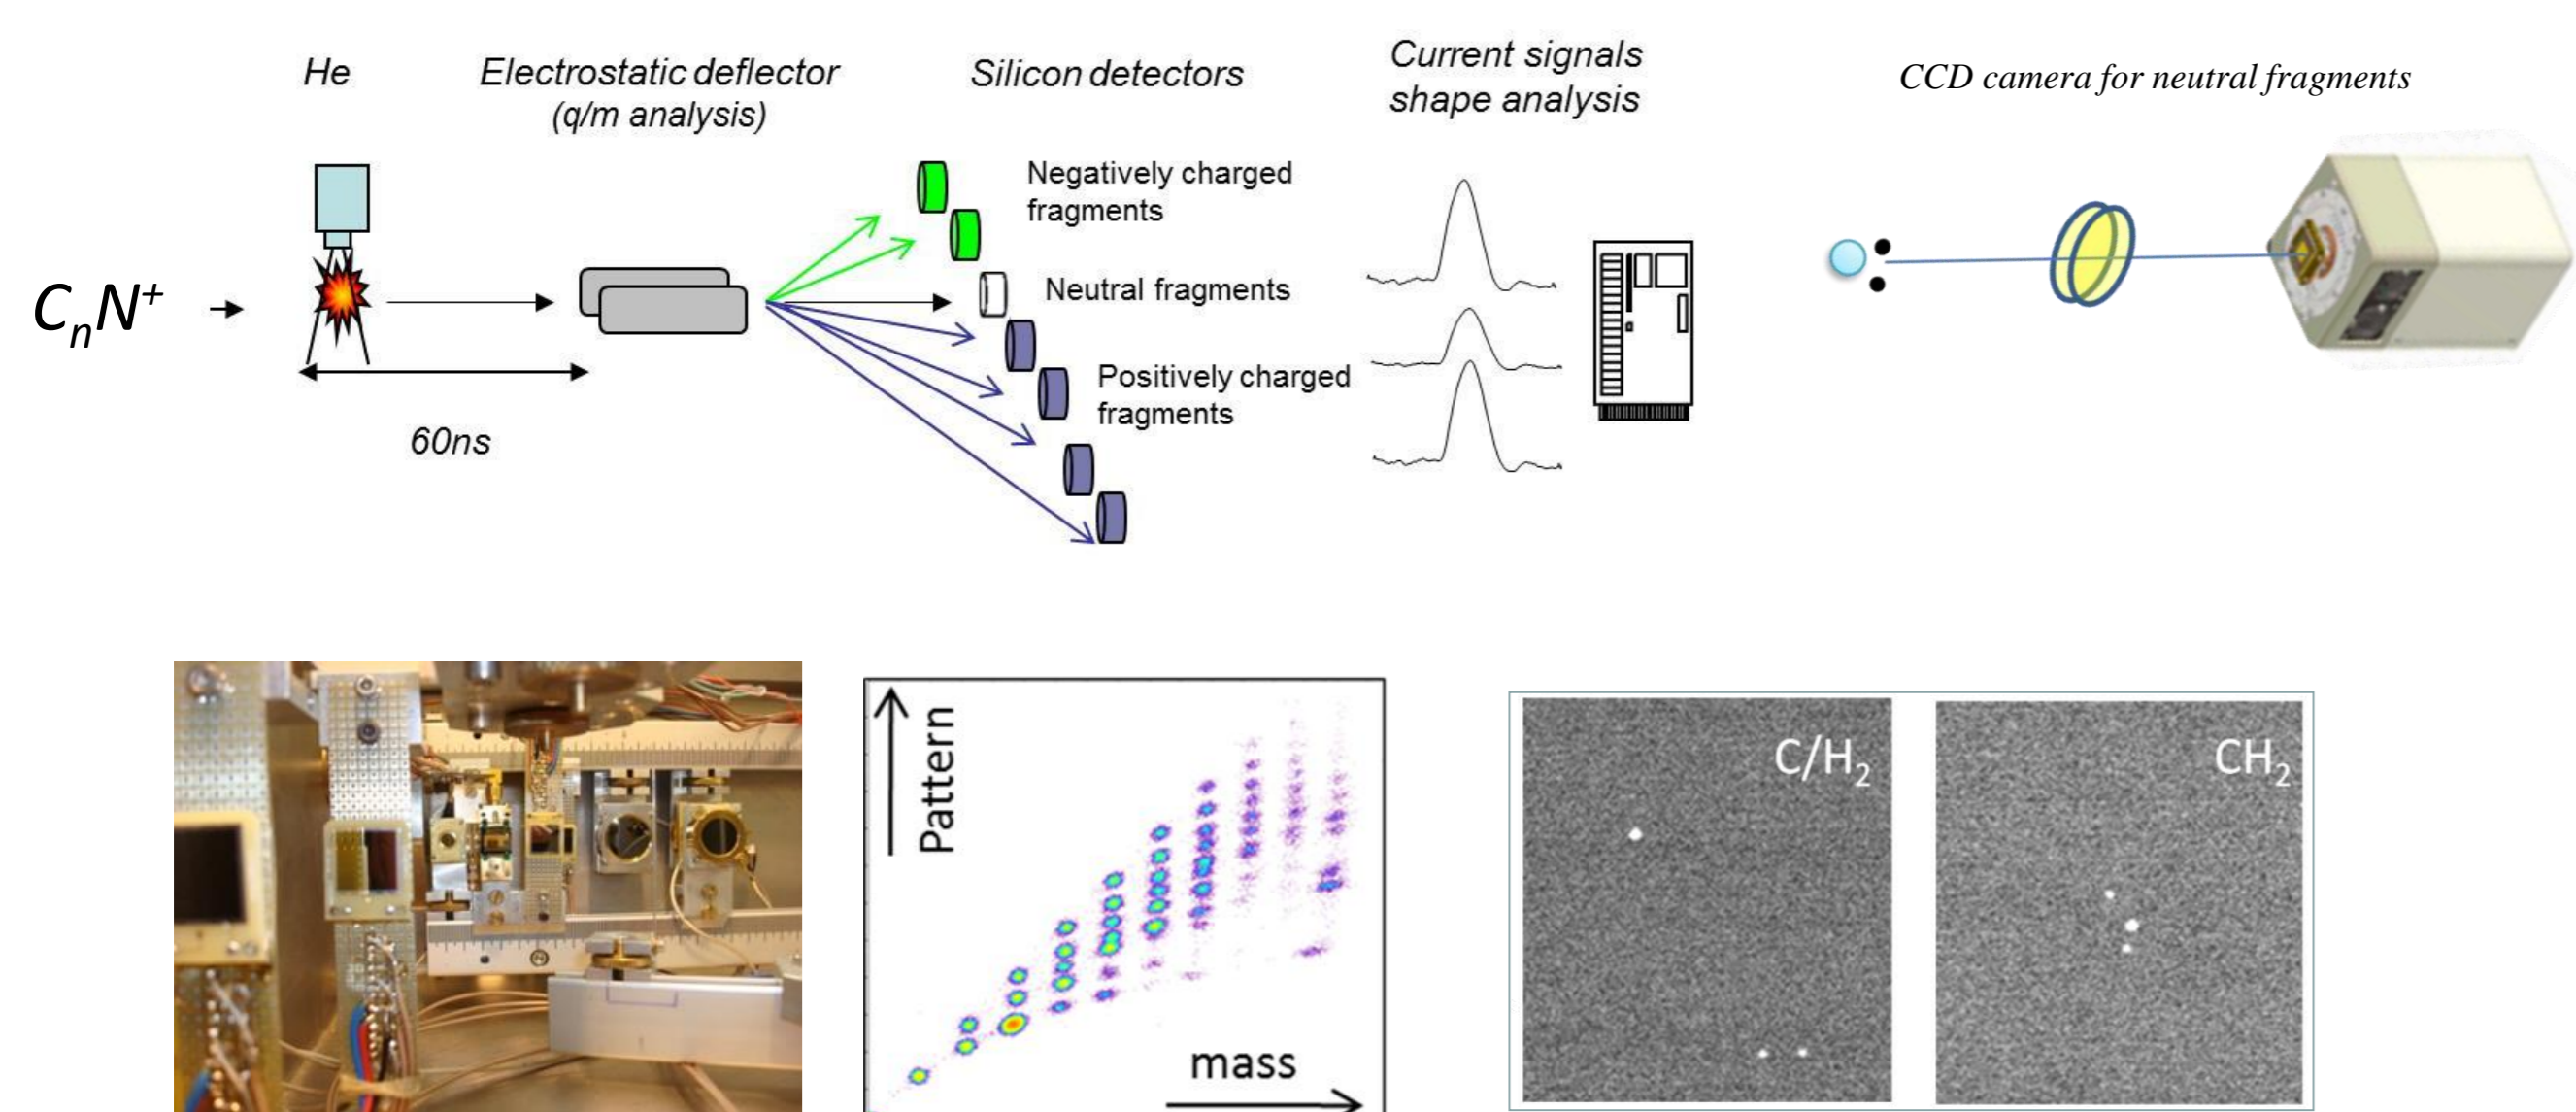 He
Electrostatic deflector
(q/m analysis)
Silicon detectors
Current signals
shape analysis
CCD camera for neutral fragments
Negatively charged
fragments
Neutral fragments
CₙN⁺
Positively charged
fragments
60ns
Pattern
mass
C/H₂
CH₂